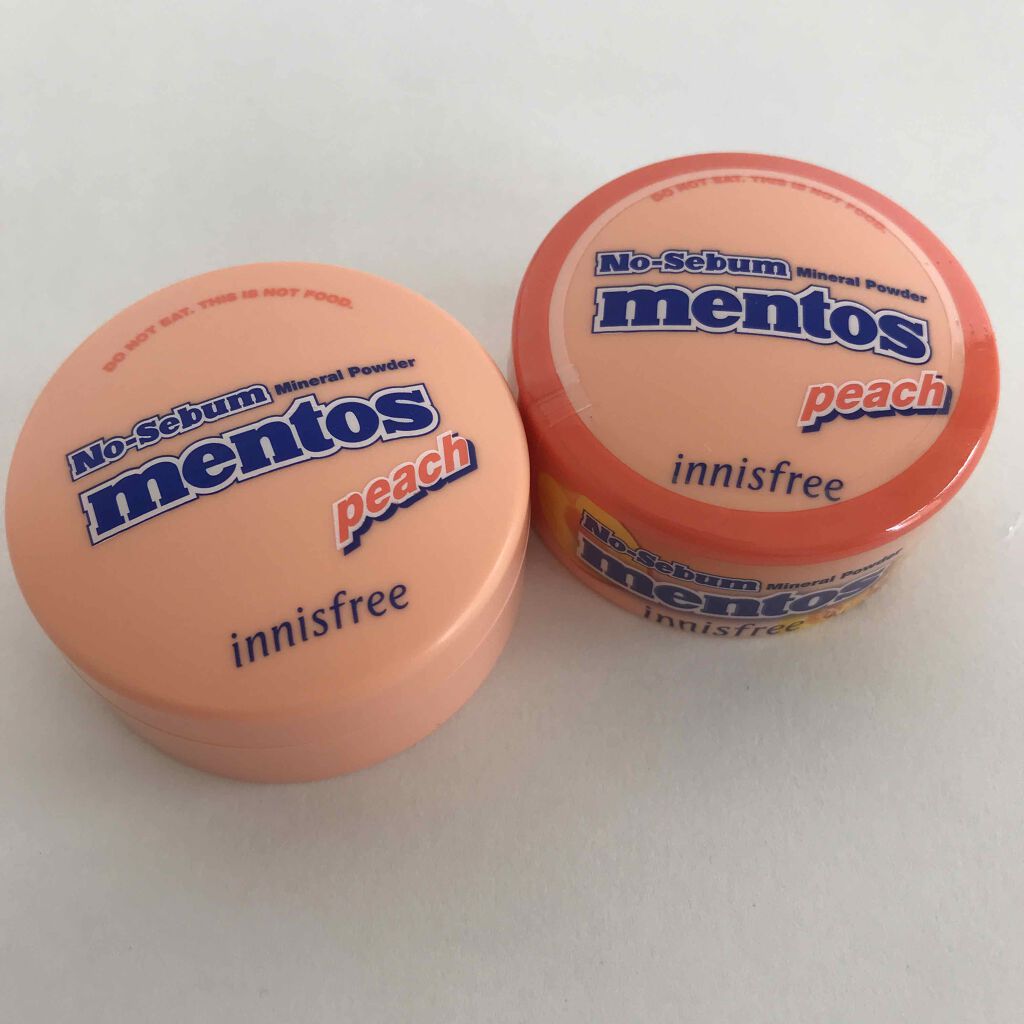 DO NOT EAT. THIS IS NOT FOOD.
No-Sebum Mineral Powder
mentos
peach
innisfree
DO NOT EAT. THIS IS NOT FOOD.
No-Sebum Mineral Powder
mentos
peach
innisfree
No-Sebum Mineral Powder
mentos
innisfree